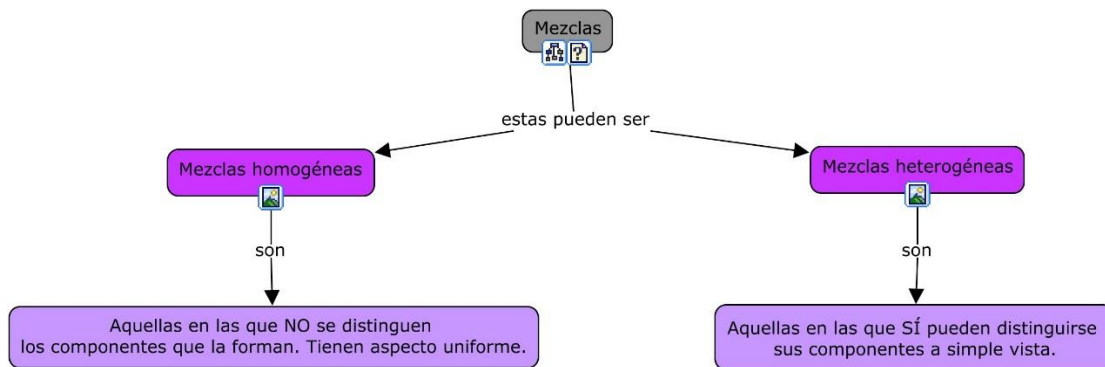 Mezclas
estas pueden ser
Mezclas homogéneas
Mezclas heterogéneas
son
son
Aquellas en las que NO se distinguen
los componentes que la forman. Tienen aspecto uniforme.
Aquellas en las que SÍ pueden distinguirse
sus componentes a simple vista.